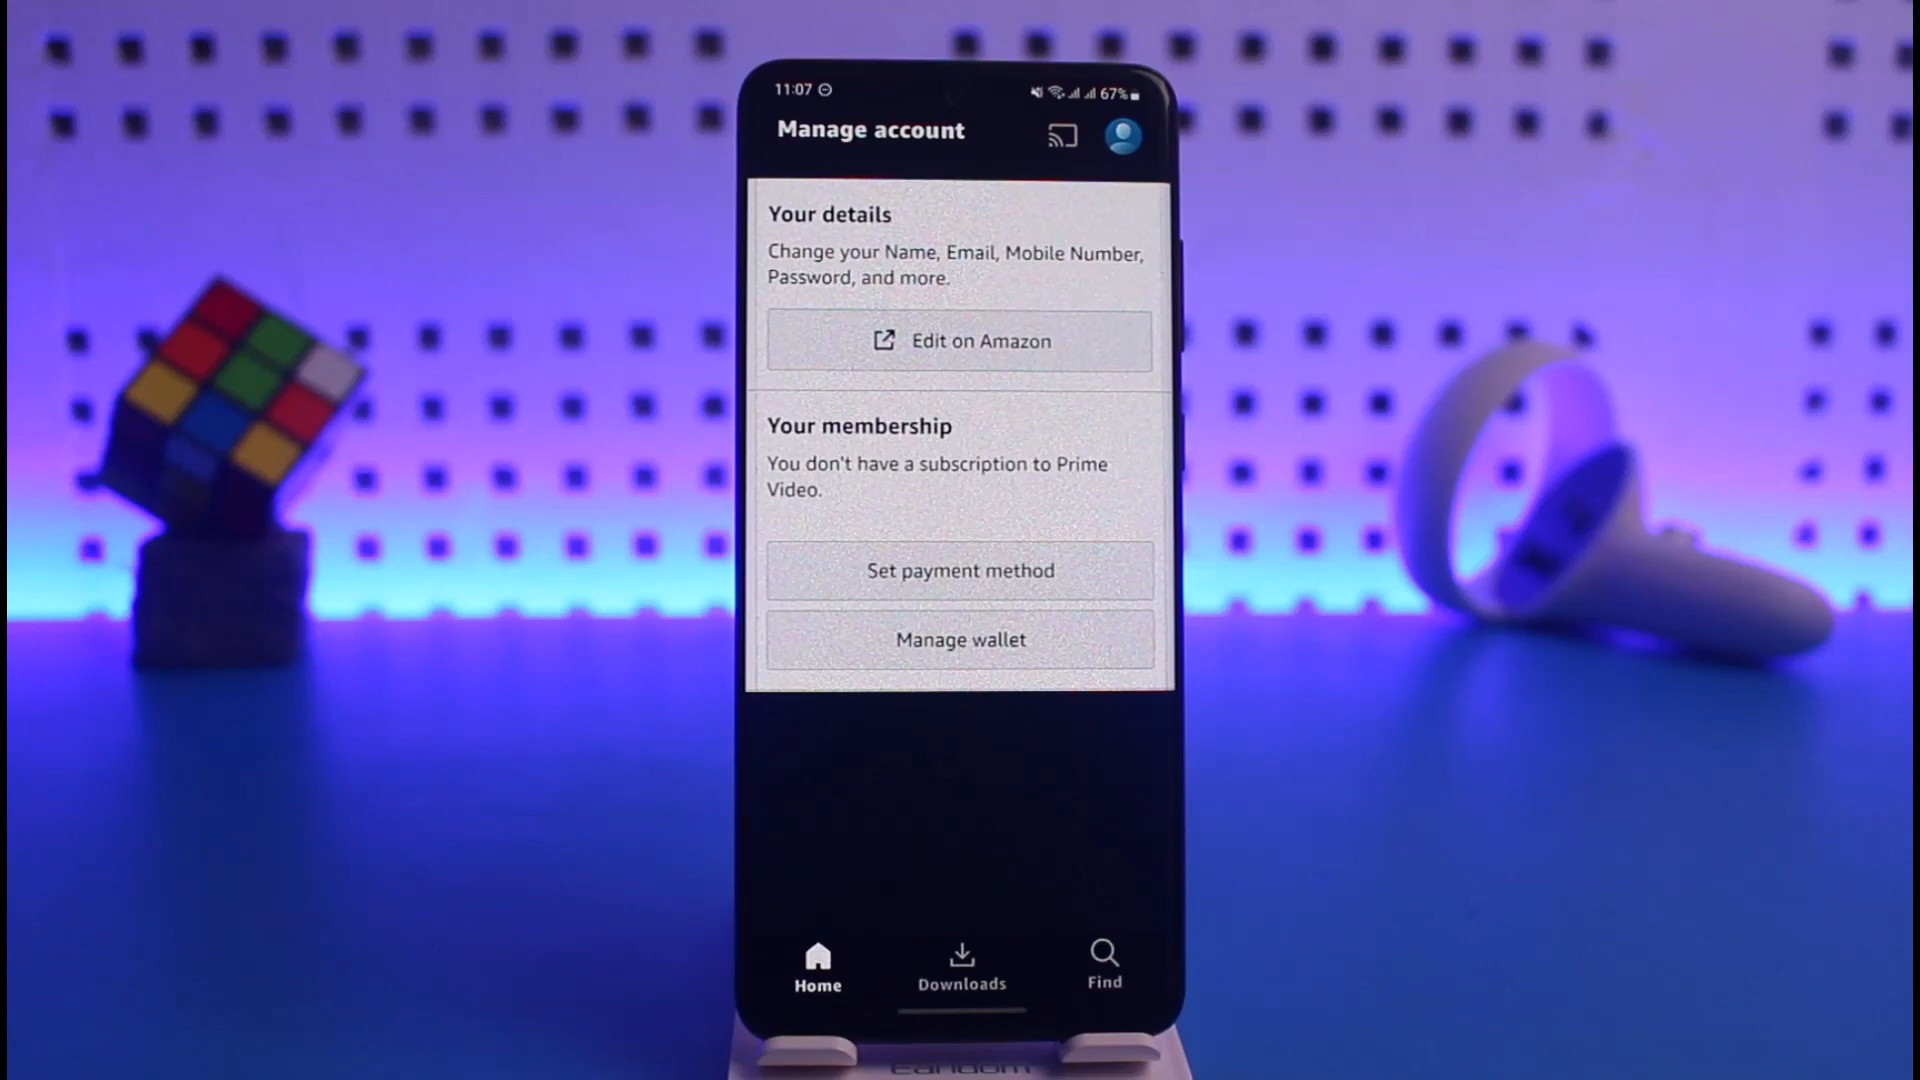 11:07
67%
Manage account
Your details
Change your Name, Email, Mobile Number,
Password, and more.
Edit on Amazon
Your membership
You don't have a subscription to Prime
Video.
Set payment method
Manage wallet
Home
Downloads
Find